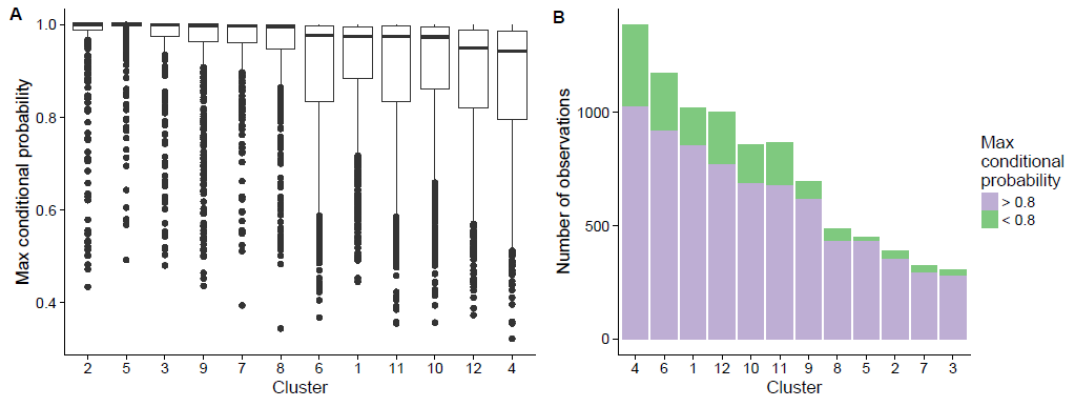 A
Max conditional probability
1.0
0.8
0.6
0.4
2 5 3 9 7 8 6 1 11 10 12 4
Cluster
B
Number of observations
1000
500
0
4 6 1 12 10 11 9 8 5 2 7 3
Cluster
Max
conditional
probability
> 0.8
< 0.8